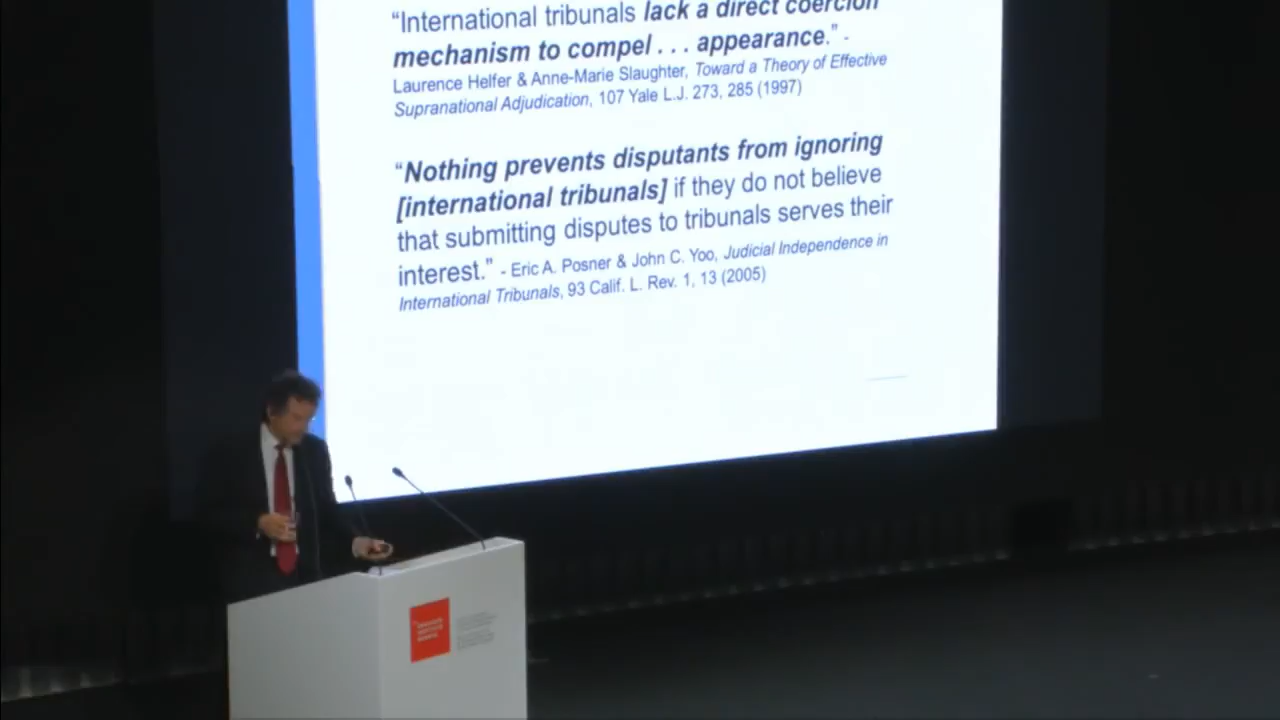 “International tribunals lack a direct coercion
mechanism to compel . . . appearance.” -
Laurence Helfer & Anne-Marie Slaughter, Toward a Theory of Effective
Supranational Adjudication, 107 Yale L.J. 273, 285 (1997)
“Nothing prevents disputants from ignoring
[international tribunals] if they do not believe
that submitting disputes to tribunals serves their
interest.” - Eric A. Posner & John C. Yoo, Judicial Independence in
International Tribunals, 93 Calif. L. Rev. 1, 13 (2005)